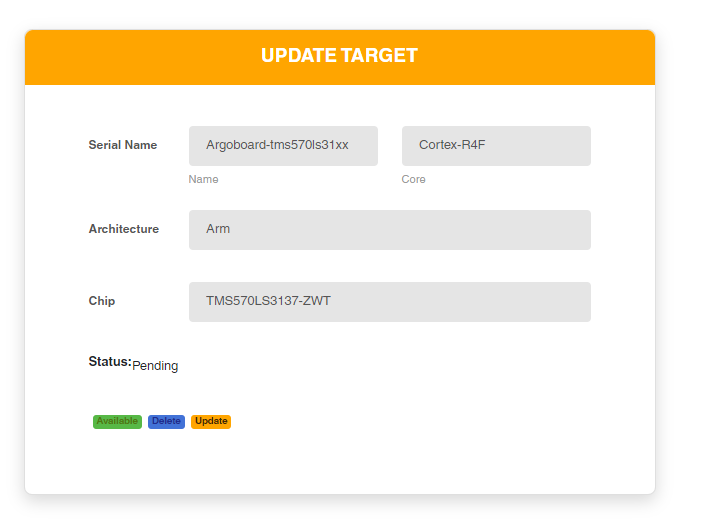 UPDATE TARGET
Serial Name Argoboard-tms570ls31xx Cortex-R4F
Name Core
Architecture Arm
Chip TMS570LS3137-ZWT
Status:Pending
Available Delete Update